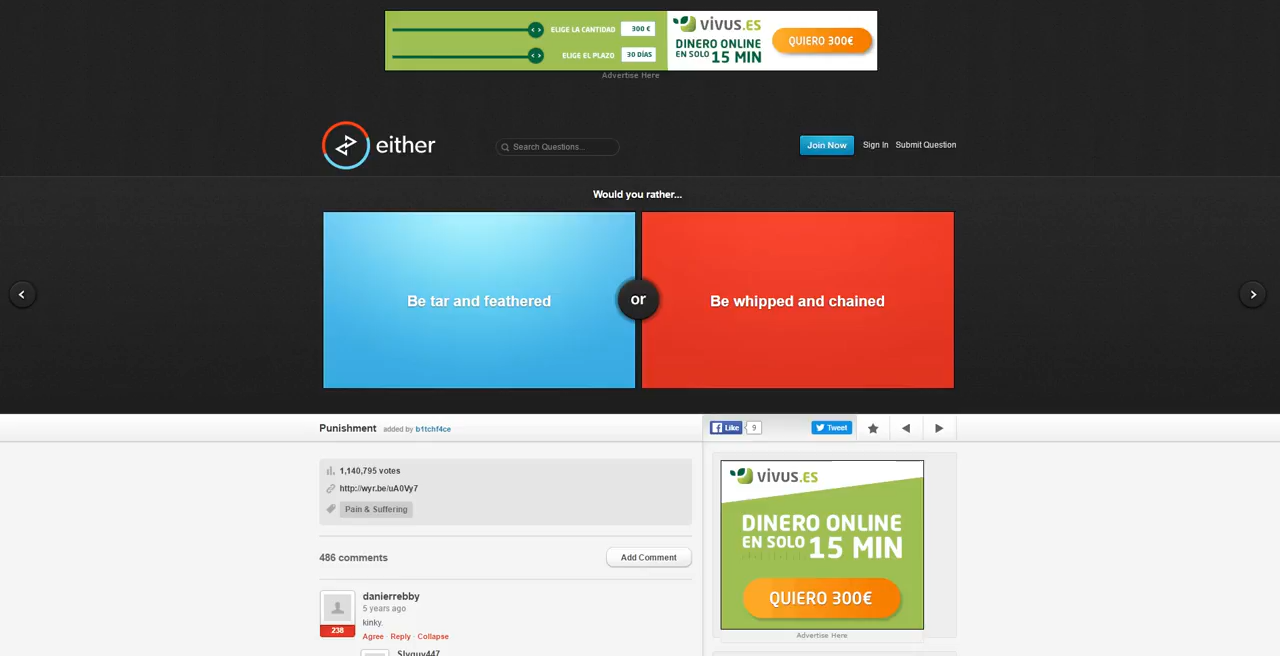 ELIGE LA CANTIDAD 300 €
ELIGE EL PLAZO 30 DÍAS
vivus.ES
DINERO ONLINE
EN SOLO 15 MIN
QUIERO 300€
Advertise Here
either
Search Questions...
Join Now Sign In Submit Question
Would you rather...
Be tar and feathered
or
Be whipped and chained
Punishment added by b1tchf4ce
Like 9
Tweet
1,140,795 votes
http://wyr.be/uA0Vy7
Pain & Suffering
486 comments
Add Comment
danierrebby
5 years ago
kinky.
238
Agree · Reply · Collapse
Slyguy447
vivus.ES
DINERO ONLINE
EN SOLO 15 MIN
QUIERO 300€
Advertise Here